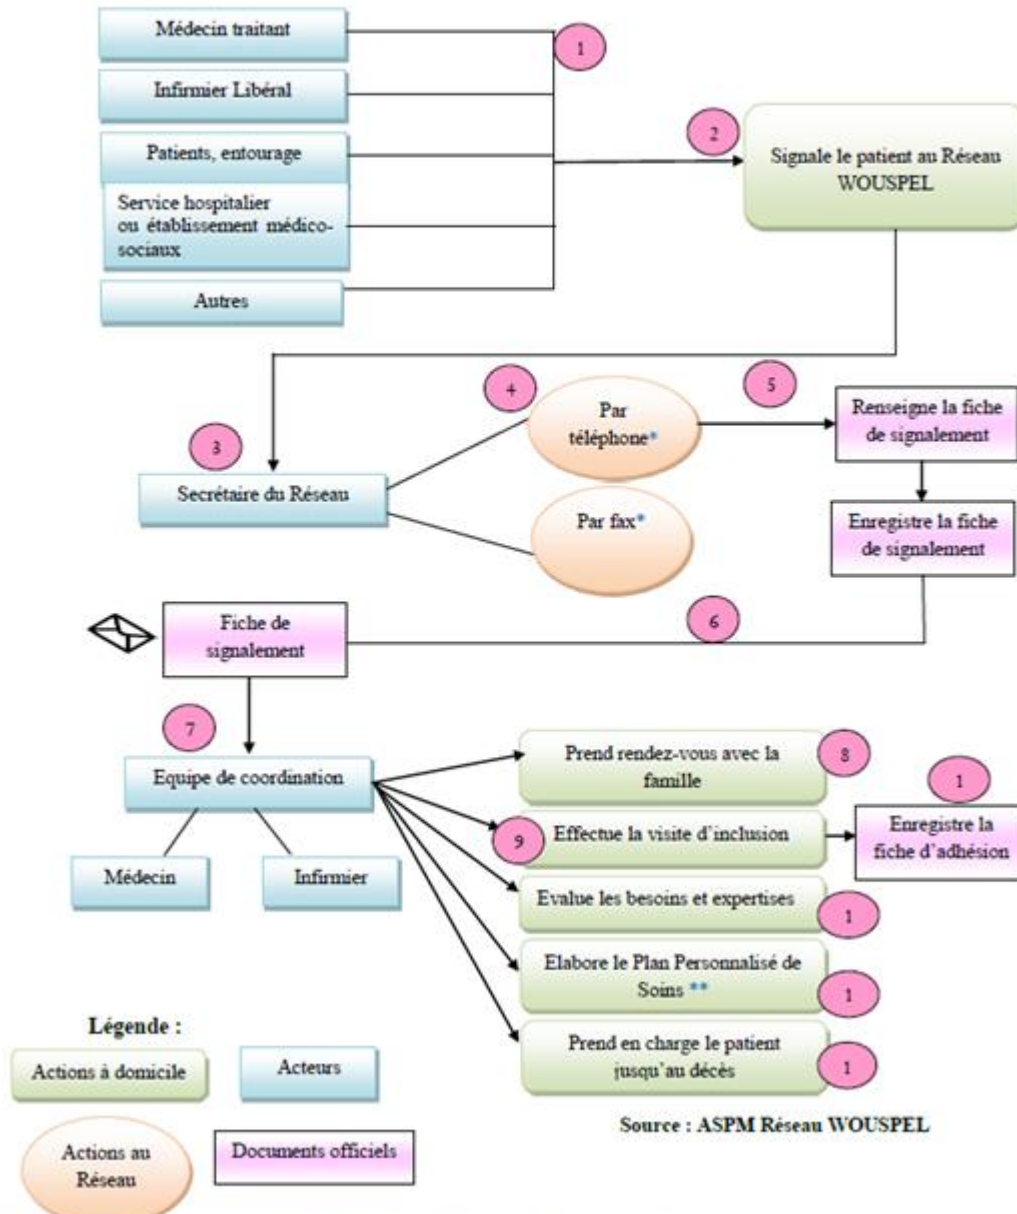 Médecin traitant
1
Infirmier Libéral
2
Patients, entourage
Signale le patient au Réseau
WOUSPEL
Service hospitalier
ou établissement médico-
sociaux
Autres
3
Secrétaire du Réseau
4
Par
téléphone*
Par fax*
5
Renseigne la fiche
de signalement
Enregistre la fiche
de signalement
6
Fiche de
signalement
7
Equipe de coordination
Médecin
Infirmier
Prend rendez-vous avec la
famille
8
9
Effectue la visite d'inclusion
1
Enregistre la
fiche d'adhésion
Evalue les besoins et expertises
1
Elabore le Plan Personnalisé de
Soins **
1
Prend en charge le patient
jusqu'au décès
1
Légende :
Actions à domicile
Acteurs
Actions au
Réseau
Documents officiels
Source : ASPM Réseau WOUSPEL